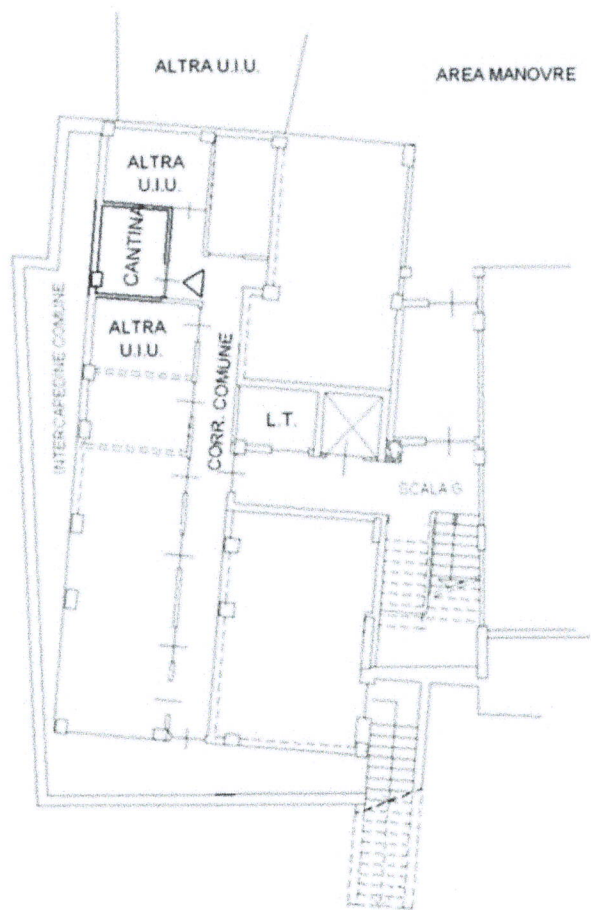 ALTRA U.I.U.
AREA MANOVRE
ALTRA
U.I.U.
CANTINA
ALTRA
U.I.U.
INTERCAPEDINE COMUNE
CORR. COMUNE
L.T.
SCALA G